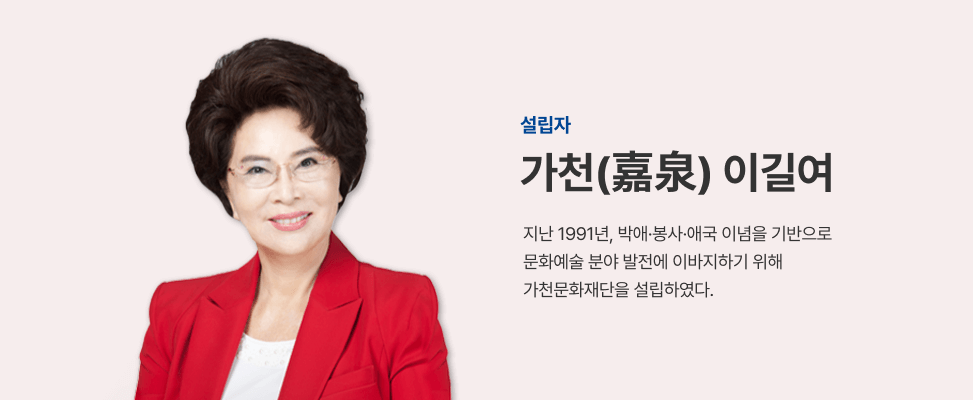 설립자
가천(嘉泉) 이길여
지난 1991년, 박애·봉사·애국 이념을 기반으로
문화예술 분야 발전에 이바지하기 위해
가천문화재단을 설립하였다.